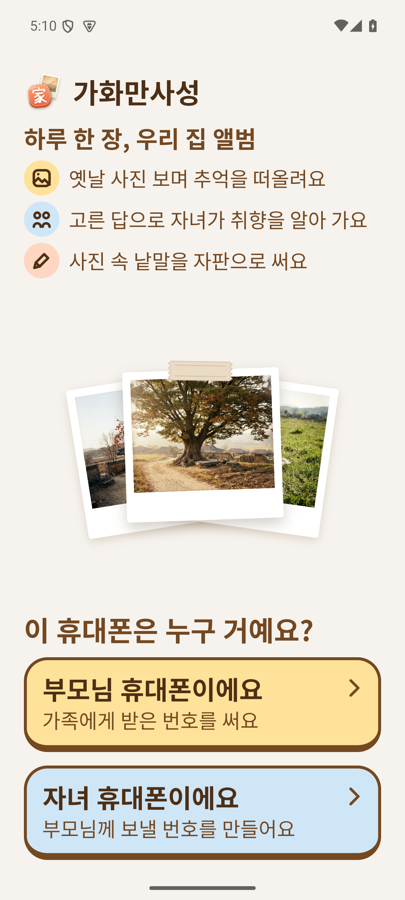 5:10
家
가화만사성
하루 한 장, 우리 집 앨범
옛날 사진 보며 추억을 떠올려요
고른 답으로 자녀가 취향을 알아 가요
사진 속 낱말을 자판으로 써요
이 휴대폰은 누구 거예요?
부모님 휴대폰이에요
가족에게 받은 번호를 써요
자녀 휴대폰이에요
부모님께 보낼 번호를 만들어요